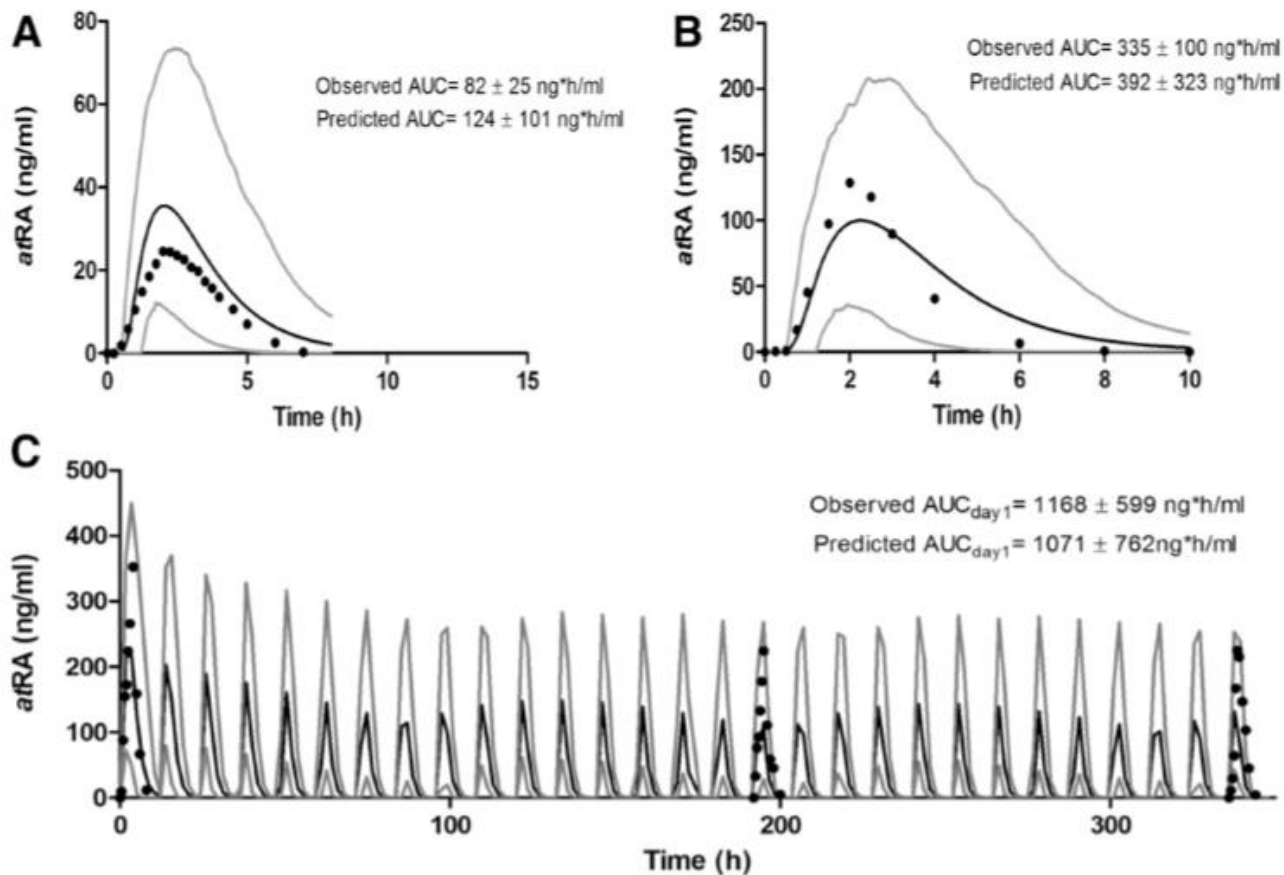 A
80
60
40
20
0
Observed AUC= 82 ± 25 ng*h/ml
Predicted AUC= 124 ± 101 ng*h/ml
atRA (ng/ml)
0 5 10 15
Time (h)
B
250
200
150
100
50
0
Observed AUC= 335 ± 100 ng*h/ml
Predicted AUC= 392 ± 323 ng*h/ml
atRA (ng/ml)
0 2 4 6 8 10
Time (h)
C
500
400
300
200
100
0
Observed AUCday1= 1168 ± 599 ng*h/ml
Predicted AUCday1= 1071 ± 762ng*h/ml
atRA (ng/ml)
0 100 200 300
Time (h)